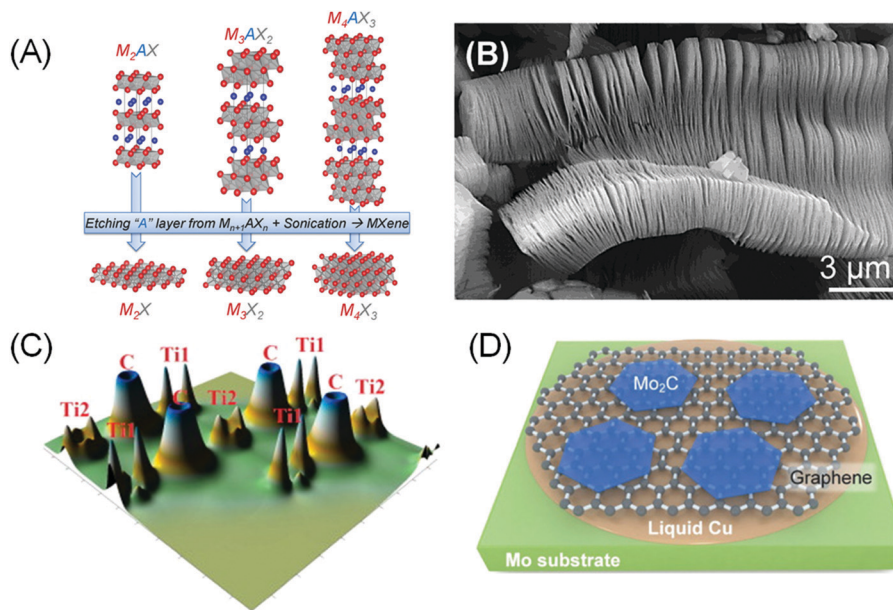 (A)
M₂AX
M₃AX₂
M₄AX₃
Etching “A” layer from Mₙ₊₁AXₙ + Sonication → MXene
M₂X
M₃X₂
M₄X₃
(B)
3 µm
(C)
C
Ti1
C
Ti1
Ti2
C
Ti2
Ti1
C
Ti2
Ti1
(D)
Mo₂C
Graphene
Liquid Cu
Mo substrate